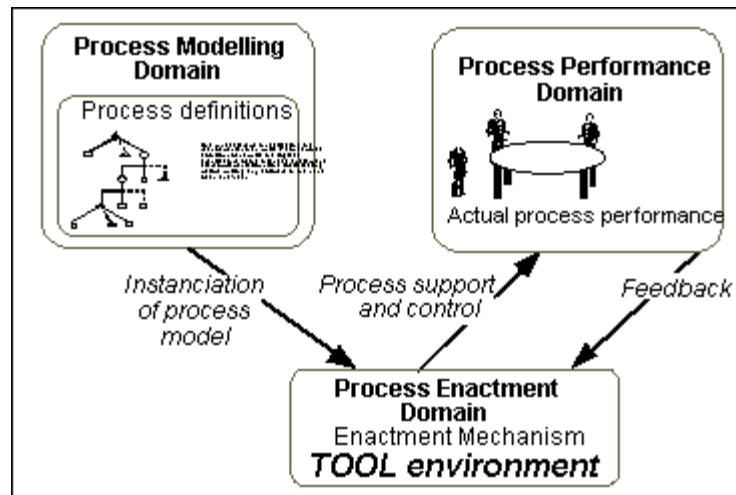 Process Modelling
Domain
Process definitions
Process Performance
Domain
Actual process performance
Instanciation
of process
model
Process support
and control
Feedback
Process Enactment
Domain
Enactment Mechanism
TOOL environment